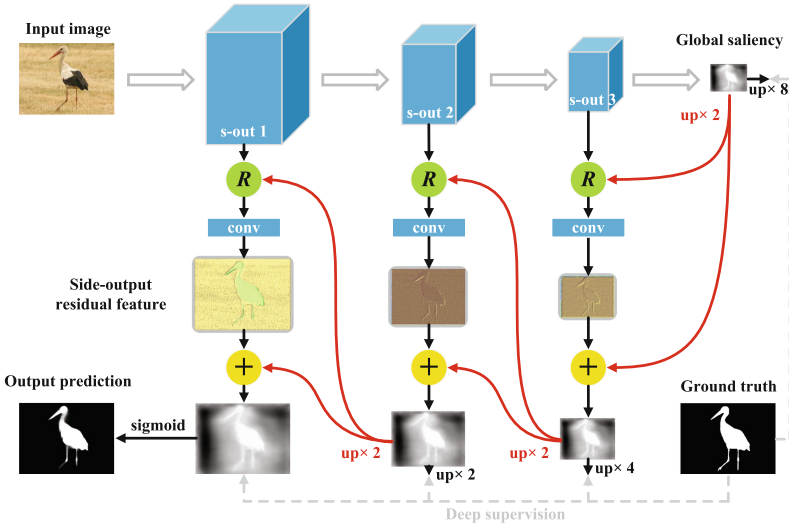 Input image
Global saliency
s-out 1
s-out 2
s-out 3
up× 8
up× 2
R
R
R
conv
conv
conv
Side-output
residual feature
+
+
+
Output prediction
Ground truth
sigmoid
up× 2
up× 2
up× 2
up× 4
Deep supervision